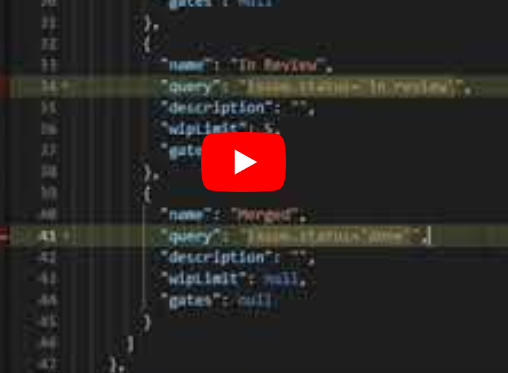 30 "gates": null
31 },
32 {
33 "name": "In Review",
34 "query": "issue.status= in review",
35 "description": "",
36 "wipLimit": 5,
37 "gate
38 },
39 {
40 "name": "Merged",
41 "query": "issue.status='done'",
42 "description": "",
43 "wipLimit": null,
44 "gates": null
45 }
46 ]
47 },